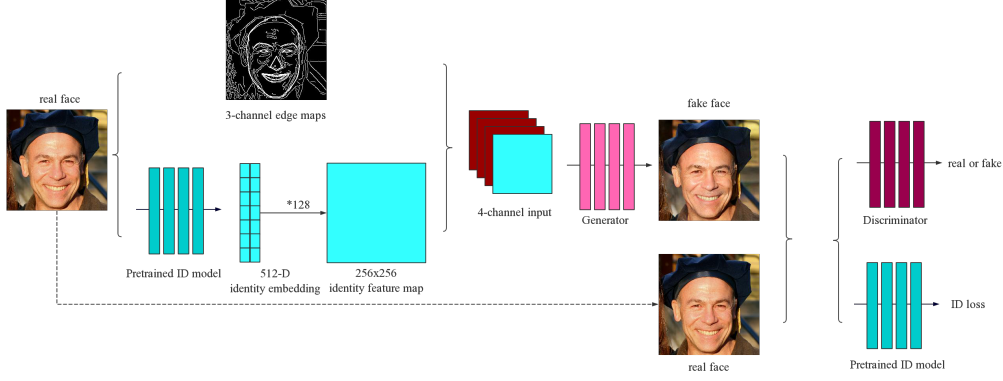 real face
3-channel edge maps
Pretrained ID model
512-D
identity embedding
*128
256x256
identity feature map
4-channel input
Generator
fake face
real face
Discriminator
real or fake
Pretrained ID model
ID loss